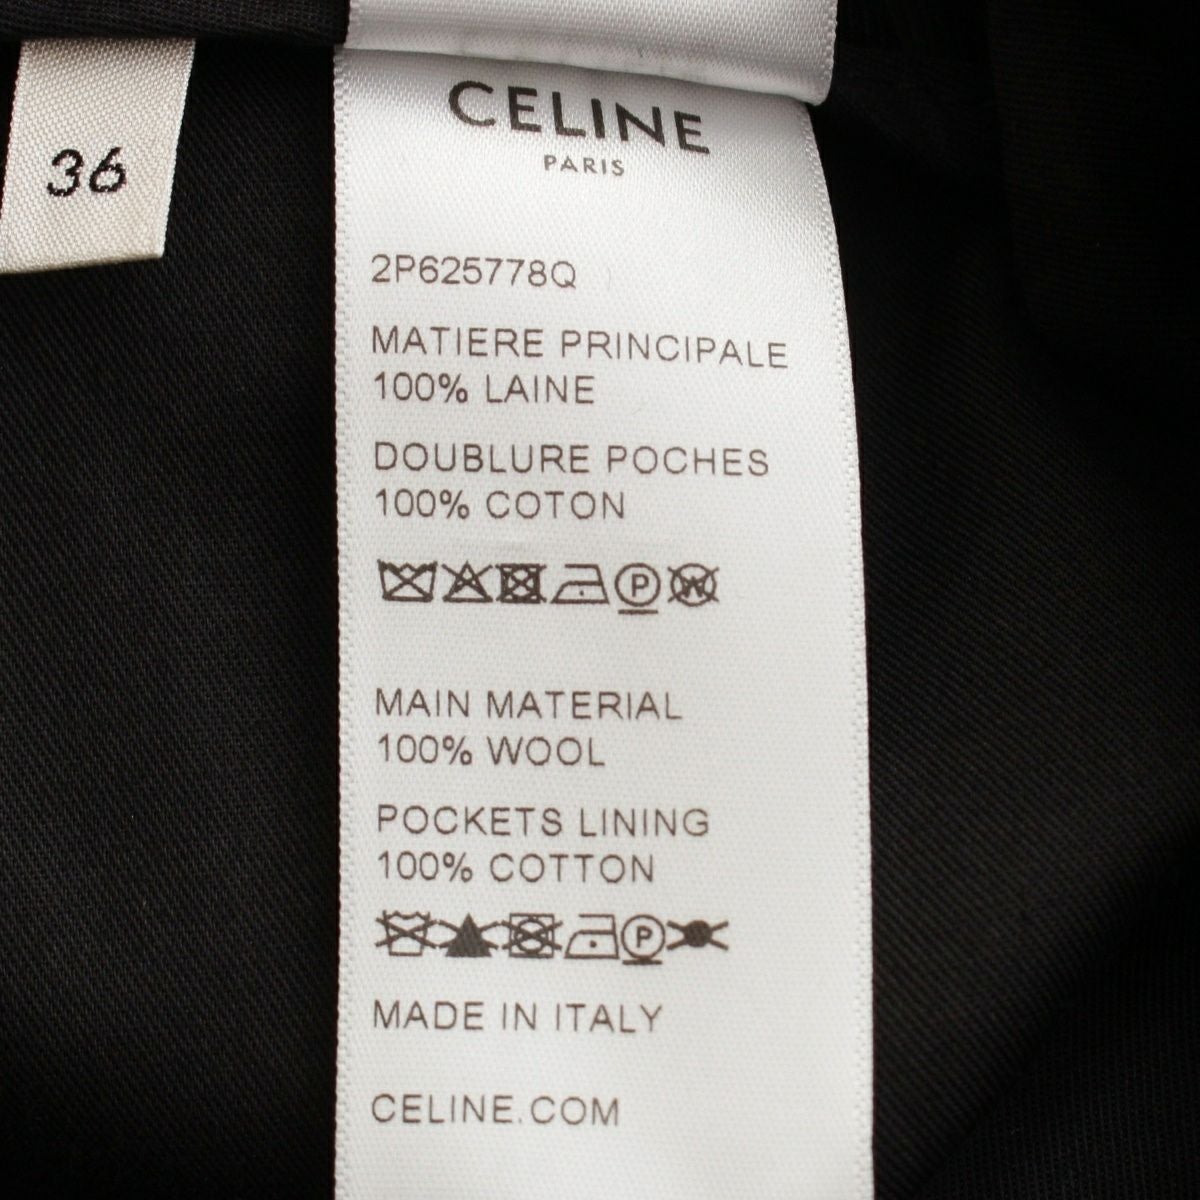 36
CELINE
PARIS
2P625778Q
MATIERE PRINCIPALE
100% LAINE
DOUBLURE POCHES
100% COTON
P W
MAIN MATERIAL
100% WOOL
POCKETS LINING
100% COTTON
P
MADE IN ITALY
CELINE.COM